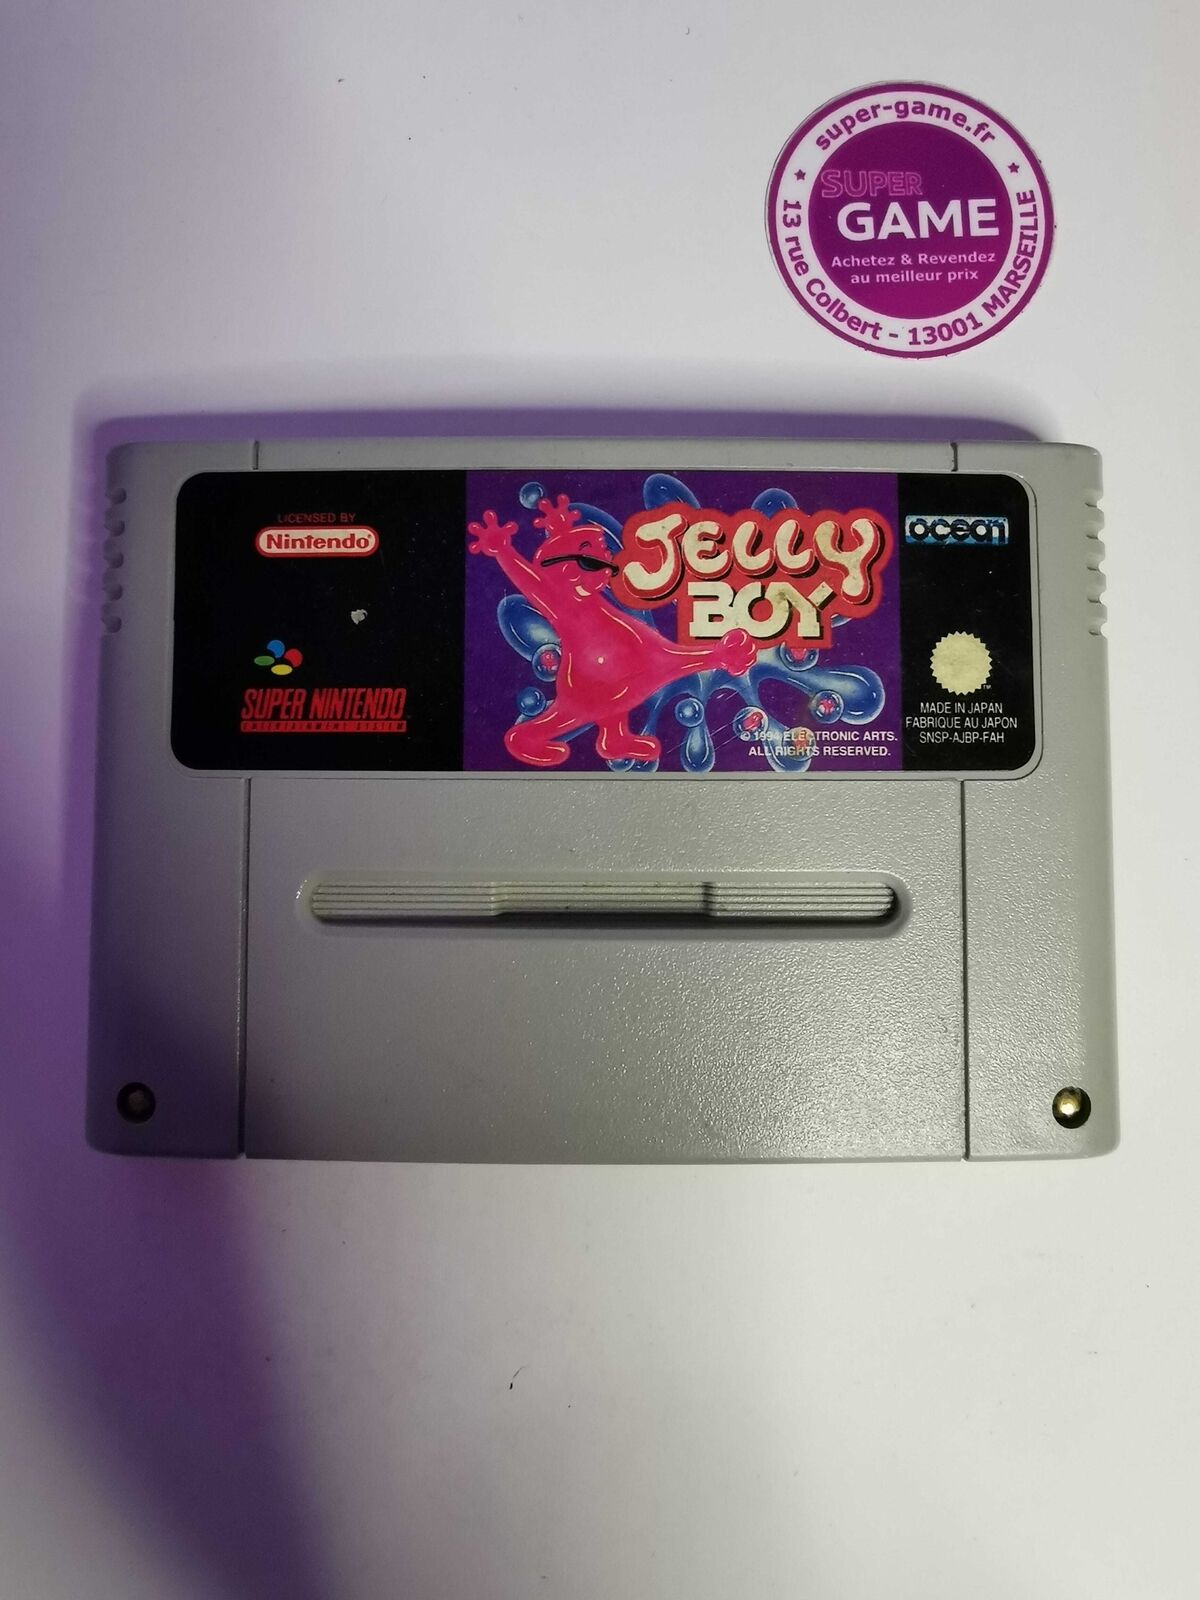 super-game.fr
SUPER
GAME
Achetez & Revendez
au meilleur prix
13 rue Colbert - 13001 MARSEILLE
LICENSED BY
Nintendo®
SUPER NINTENDO
ENTERTAINMENT SYSTEM
JELLY
BOY
© 1994 ELECTRONIC ARTS.
ALL RIGHTS RESERVED.
ocean
TM
MADE IN JAPAN
FABRIQUE AU JAPON
SNSP-AJBP-FAH